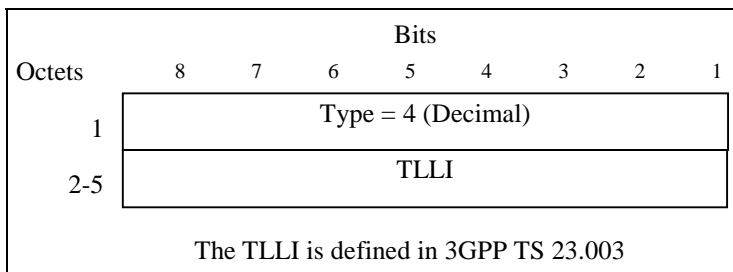 Bits
Octets 8 7 6 5 4 3 2 1
1 Type = 4 (Decimal)
2-5 TLLI
The TLLI is defined in 3GPP TS 23.003